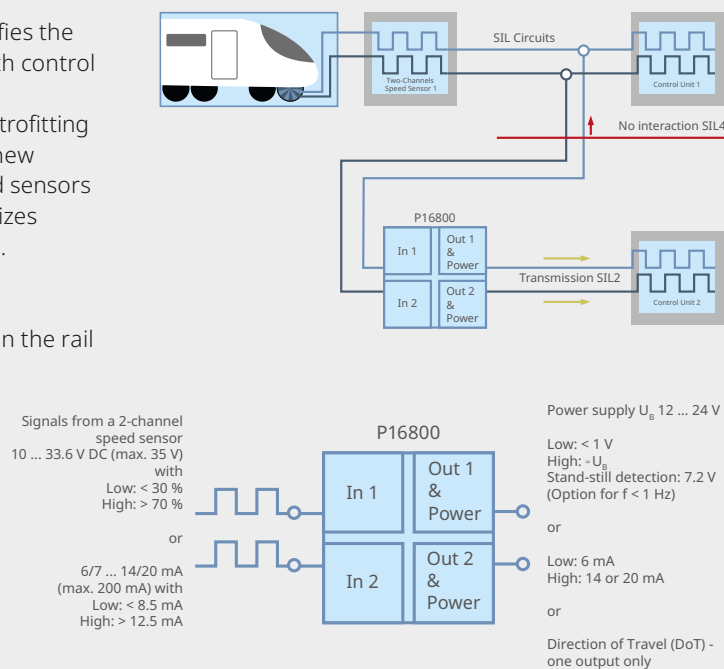 fies the
th control
trofitting
new
d sensors
izes
.
n the rail
SIL Circuits
Two-Channels
Speed Sensor 1
Control Unit 1
No interaction SIL4
P16800
In 1
Out 1
&
Power
In 2
Out 2
&
Power
Transmission SIL2
Control Unit 2
Signals from a 2-channel
speed sensor
10 ... 33.6 V DC (max. 35 V)
with
Low: < 30 %
High: > 70 %
or
6/7 ... 14/20 mA
(max. 200 mA) with
Low: < 8.5 mA
High: > 12.5 mA
P16800
In 1
Out 1
&
Power
In 2
Out 2
&
Power
Power supply U_B 12 ... 24 V
Low: < 1 V
High: ≈U_B
Stand-still detection: 7.2 V
(Option for f < 1 Hz)
or
Low: 6 mA
High: 14 or 20 mA
or
Direction of Travel (DoT) -
one output only